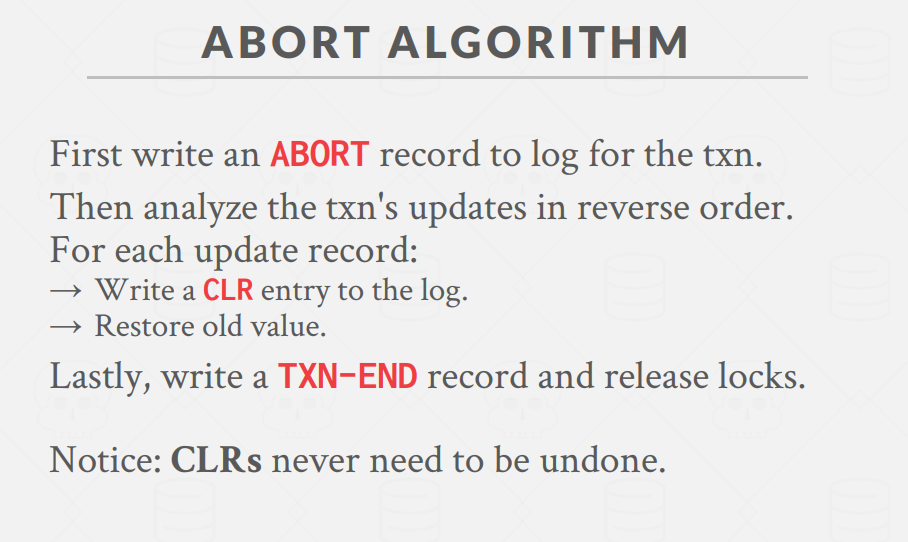 ABORT ALGORITHM
First write an ABORT record to log for the txn.
Then analyze the txn's updates in reverse order.
For each update record:
→ Write a CLR entry to the log.
→ Restore old value.
Lastly, write a TXN-END record and release locks.
Notice: CLRs never need to be undone.